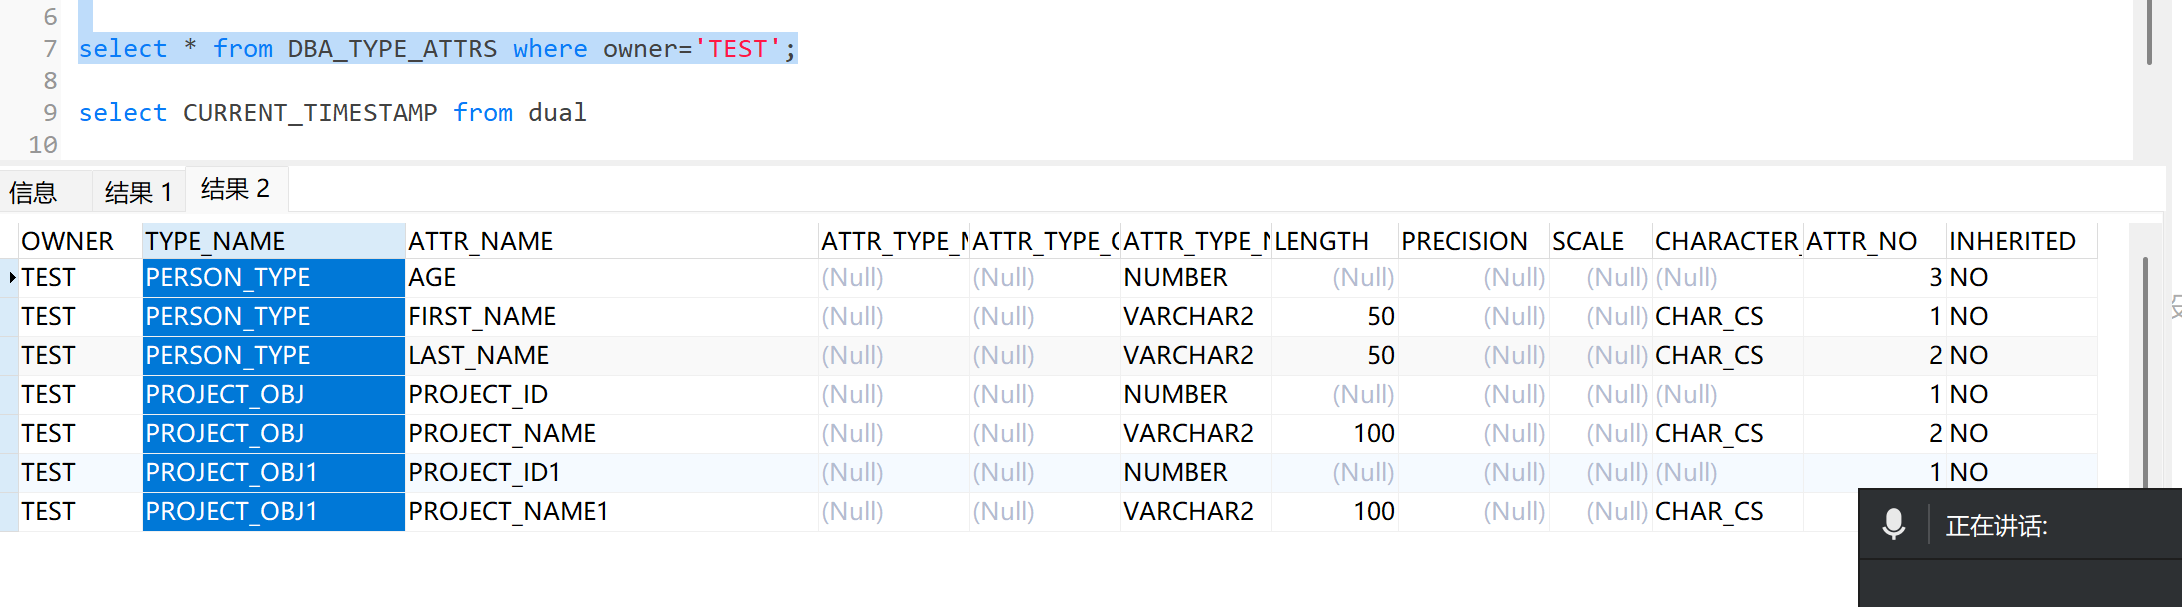 6
7 select * from DBA_TYPE_ATTRS where owner='TEST';
8
9 select CURRENT_TIMESTAMP from dual
10
信息 结果 1 结果 2
OWNER TYPE_NAME ATTR_NAME ATTR_TYPE_ ATTR_TYPE_ ATTR_TYPE_ LENGTH PRECISION SCALE CHARACTER_ ATTR_NO INHERITED
TEST PERSON_TYPE AGE (Null) (Null) NUMBER (Null) (Null) (Null) (Null) 3 NO
TEST PERSON_TYPE FIRST_NAME (Null) (Null) VARCHAR2 50 (Null) (Null) CHAR_CS 1 NO
TEST PERSON_TYPE LAST_NAME (Null) (Null) VARCHAR2 50 (Null) (Null) CHAR_CS 2 NO
TEST PROJECT_OBJ PROJECT_ID (Null) (Null) NUMBER (Null) (Null) (Null) (Null) 1 NO
TEST PROJECT_OBJ PROJECT_NAME (Null) (Null) VARCHAR2 100 (Null) (Null) CHAR_CS 2 NO
TEST PROJECT_OBJ1 PROJECT_ID1 (Null) (Null) NUMBER (Null) (Null) (Null) (Null) 1 NO
TEST PROJECT_OBJ1 PROJECT_NAME1 (Null) (Null) VARCHAR2 100 (Null) (Null) CHAR_CS
正在讲话: